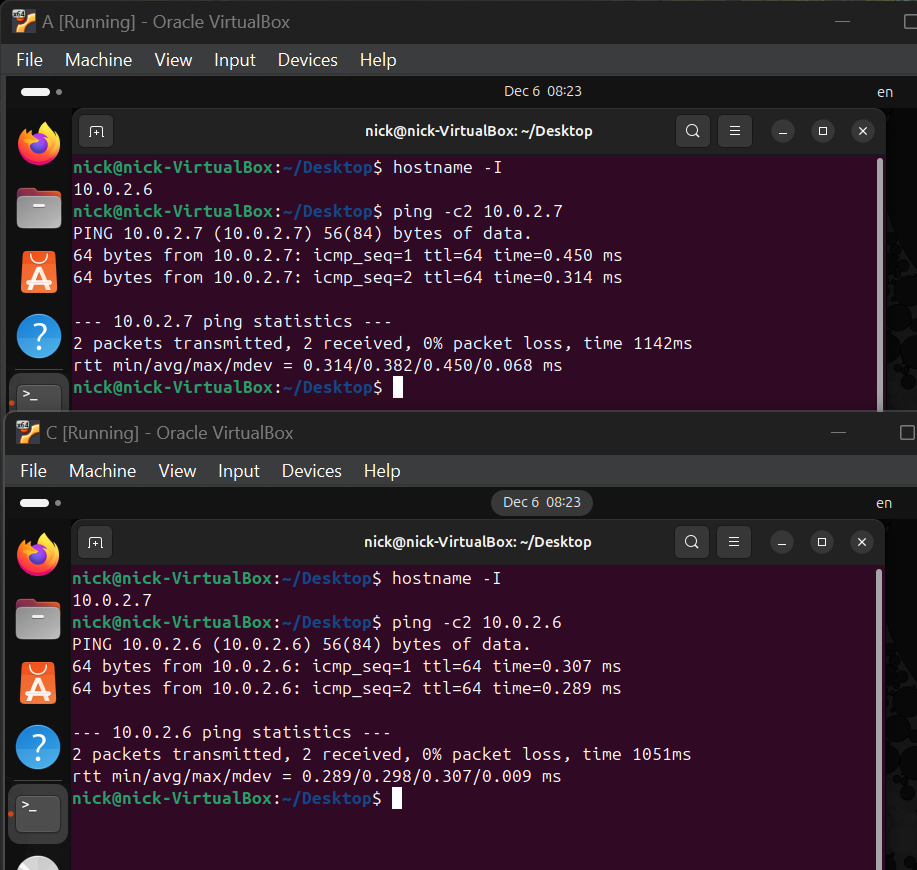 A [Running] - Oracle VirtualBox
File Machine View Input Devices Help
Dec 6 08:23
en
nick@nick-VirtualBox: ~/Desktop
nick@nick-VirtualBox:~/Desktop$ hostname -I
10.0.2.6
nick@nick-VirtualBox:~/Desktop$ ping -c2 10.0.2.7
PING 10.0.2.7 (10.0.2.7) 56(84) bytes of data.
64 bytes from 10.0.2.7: icmp_seq=1 ttl=64 time=0.450 ms
64 bytes from 10.0.2.7: icmp_seq=2 ttl=64 time=0.314 ms
--- 10.0.2.7 ping statistics ---
2 packets transmitted, 2 received, 0% packet loss, time 1142ms
rtt min/avg/max/mdev = 0.314/0.382/0.450/0.068 ms
nick@nick-VirtualBox:~/Desktop$
C [Running] - Oracle VirtualBox
File Machine View Input Devices Help
Dec 6 08:23
en
nick@nick-VirtualBox: ~/Desktop
nick@nick-VirtualBox:~/Desktop$ hostname -I
10.0.2.7
nick@nick-VirtualBox:~/Desktop$ ping -c2 10.0.2.6
PING 10.0.2.6 (10.0.2.6) 56(84) bytes of data.
64 bytes from 10.0.2.6: icmp_seq=1 ttl=64 time=0.307 ms
64 bytes from 10.0.2.6: icmp_seq=2 ttl=64 time=0.289 ms
--- 10.0.2.6 ping statistics ---
2 packets transmitted, 2 received, 0% packet loss, time 1051ms
rtt min/avg/max/mdev = 0.289/0.298/0.307/0.009 ms
nick@nick-VirtualBox:~/Desktop$